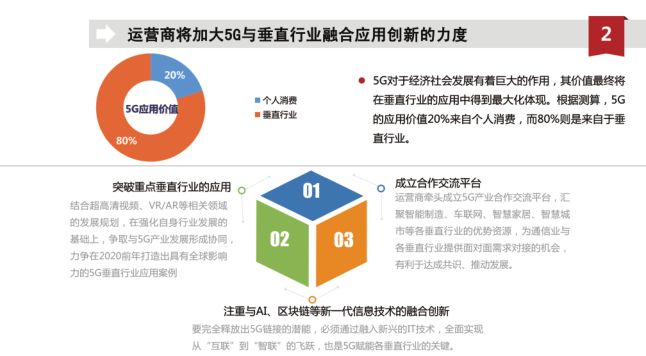 运营商将加大5G与垂直行业融合应用创新的力度
2
20%
5G应用价值
80%
个人消费
垂直行业
5G对于经济社会发展有着巨大的作用，其价值最终将
在垂直行业的应用中得到最大化体现。根据测算，5G
的应用价值20%来自个人消费，而80%则是来自于垂
直行业。
突破重点垂直行业的应用
结合超高清视频、VR/AR等相关领域
的发展规划，在强化自身行业发展的
基础上，争取与5G产业发展形成协同，
力争在2020前年打造出具有全球影响
力的5G垂直行业应用案例
01
02
03
成立合作交流平台
运营商牵头成立5G产业合作交流平台，汇
聚智能制造、车联网、智慧家居、智慧城
市等各垂直行业的优势资源，为通信业与
各垂直行业提供面对面需求对接的机会，
有利于达成共识、推动发展。
注重与AI、区块链等新一代信息技术的融合创新
要完全释放出5G链接的潜能，必须通过融入新兴的IT技术，全面实现
从“互联”到“智联”的飞跃，也是5G赋能各垂直行业的关键。